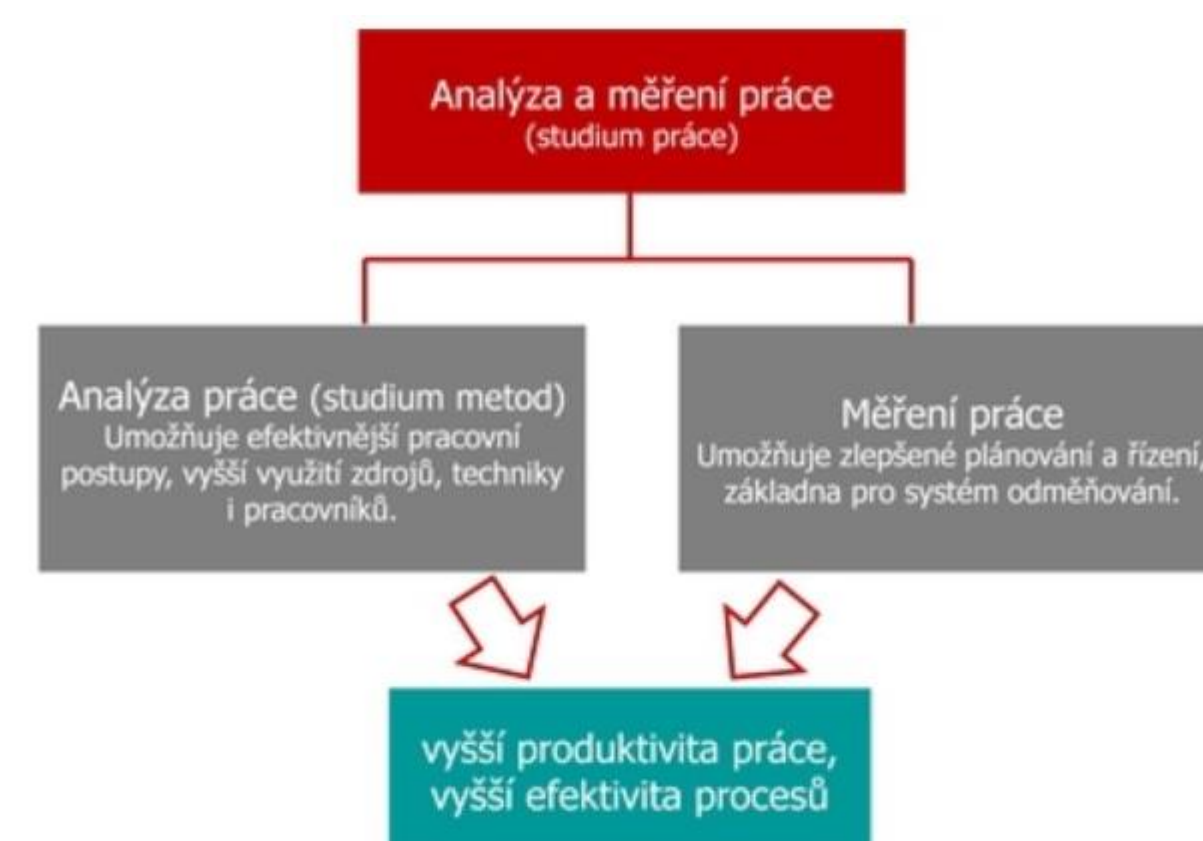 Analýza a měření práce
(studium práce)
Analýza práce (studium metod)
Umožňuje efektivnější pracovní
postupy, vyšší využití zdrojů, techniky
i pracovníků.
Měření práce
Umožňuje zlepšené plánování a řízení,
základna pro systém odměňování.
vyšší produktivita práce,
vyšší efektivita procesů